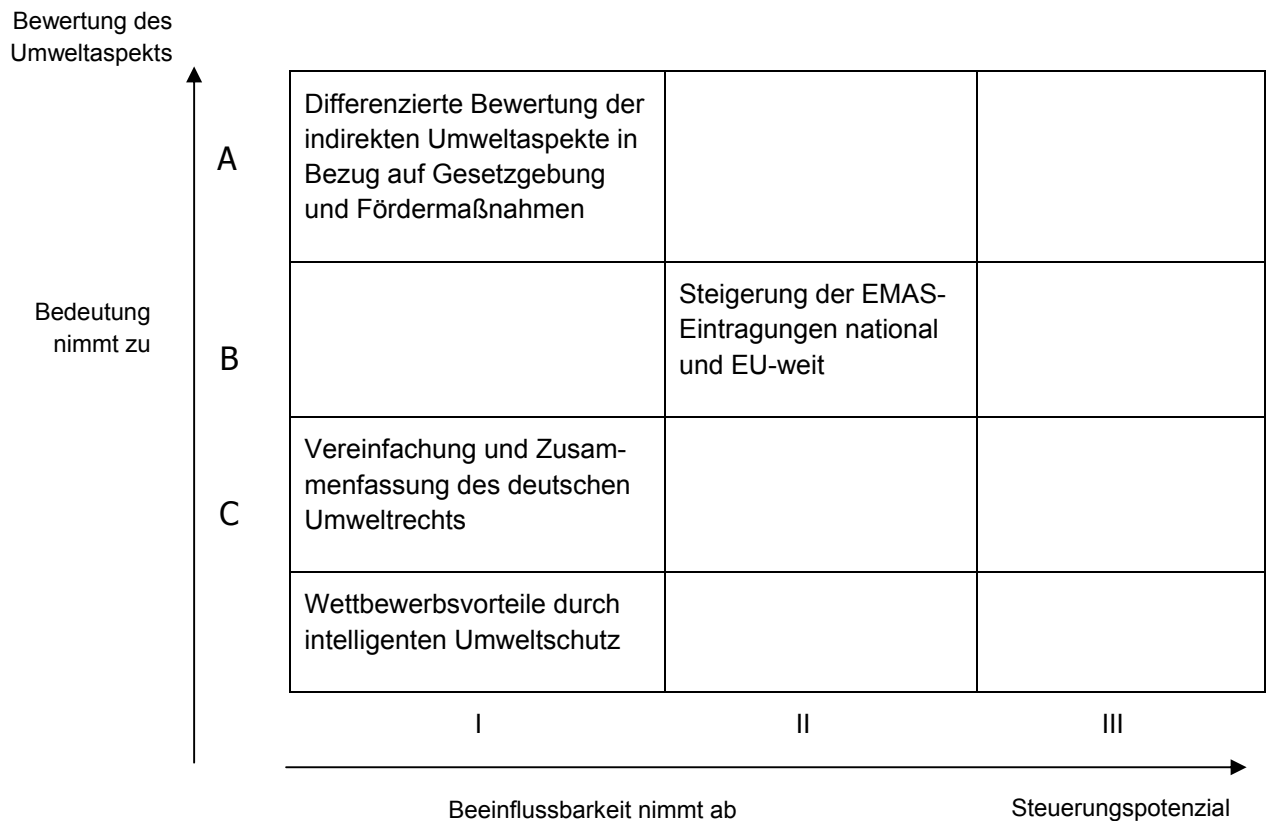 Bewertung des
Umweltaspekts
Differenzierte Bewertung der
indirekten Umweltaspekte in
Bezug auf Gesetzgebung
und Fördermaßnahmen
A
Bedeutung
nimmt zu
B
Steigerung der EMAS-
Eintragungen national
und EU-weit
C
Vereinfachung und Zusam-
menfassung des deutschen
Umweltrechts
Wettbewerbsvorteile durch
intelligenten Umweltschutz
I II III
Beeinflussbarkeit nimmt ab Steuerungspotenzial